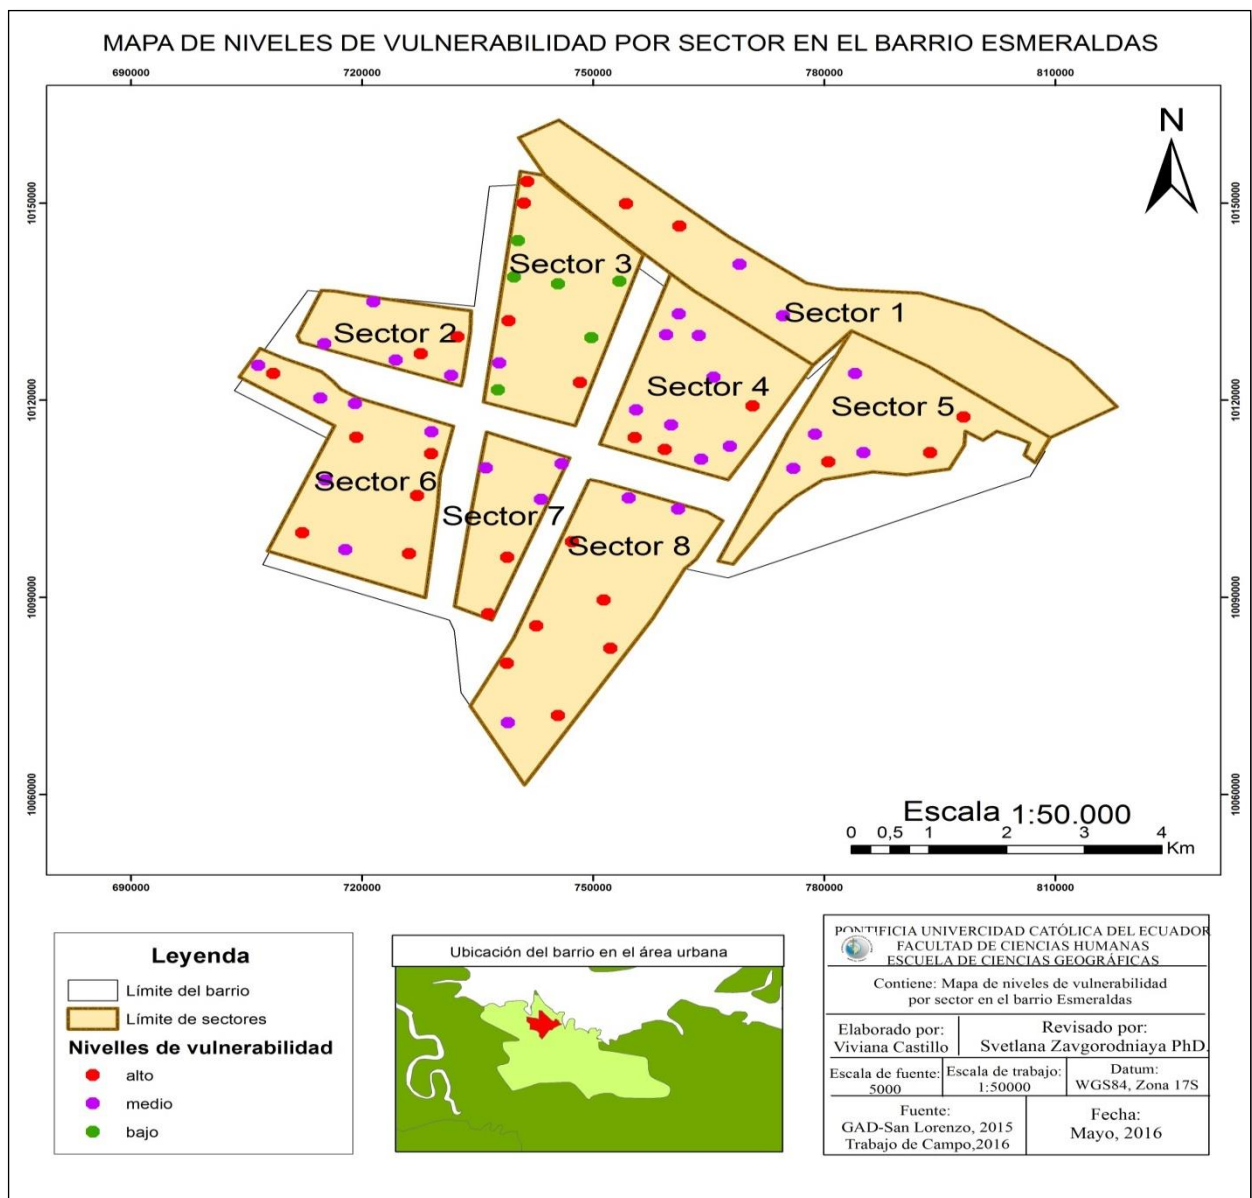 MAPA DE NIVELES DE VULNERABILIDAD POR SECTOR EN EL BARRIO ESMERALDAS
690000 720000 750000 780000 810000
N
10150000 10150000
Sector 3
Sector 1
Sector 2
Sector 4
Sector 5
10120000 10120000
Sector 6
Sector 7
Sector 8
10090000 10090000
10060000 10060000
Escala 1:50.000
0 0,5 1 2 3 4
Km
690000 720000 750000 780000 810000
Leyenda
Límite del barrio
Límite de sectores
Nivelles de vulnerabilidad
alto
medio
bajo
Ubicación del barrio en el área urbana
PONTIFICIA UNIVERCIDAD CATÓLICA DEL ECUADOR
FACULTAD DE CIENCIAS HUMANAS
ESCUELA DE CIENCIAS GEOGRÁFICAS
Contiene: Mapa de niveles de vulnerabilidad
por sector en el barrio Esmeraldas
Elaborado por:
Viviana Castillo
Revisado por:
Svetlana Zavgorodniaya PhD.
Escala de fuente:
5000
Escala de trabajo:
1:50000
Datum:
WGS84, Zona 17S
Fuente:
GAD-San Lorenzo, 2015
Trabajo de Campo,2016
Fecha:
Mayo, 2016